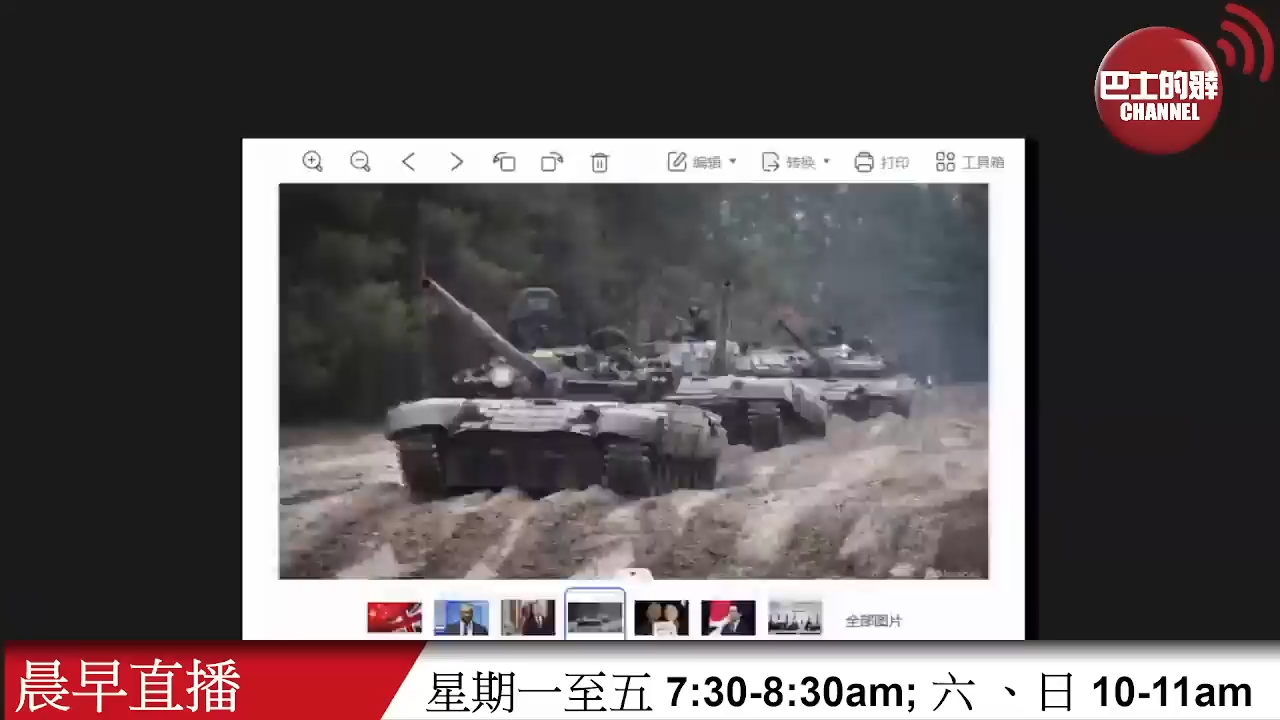 巴士的報
CHANNEL
编辑 转换 打印 工具箱
全部图片
晨早直播
星期一至五 7:30-8:30am; 六、日 10-11am